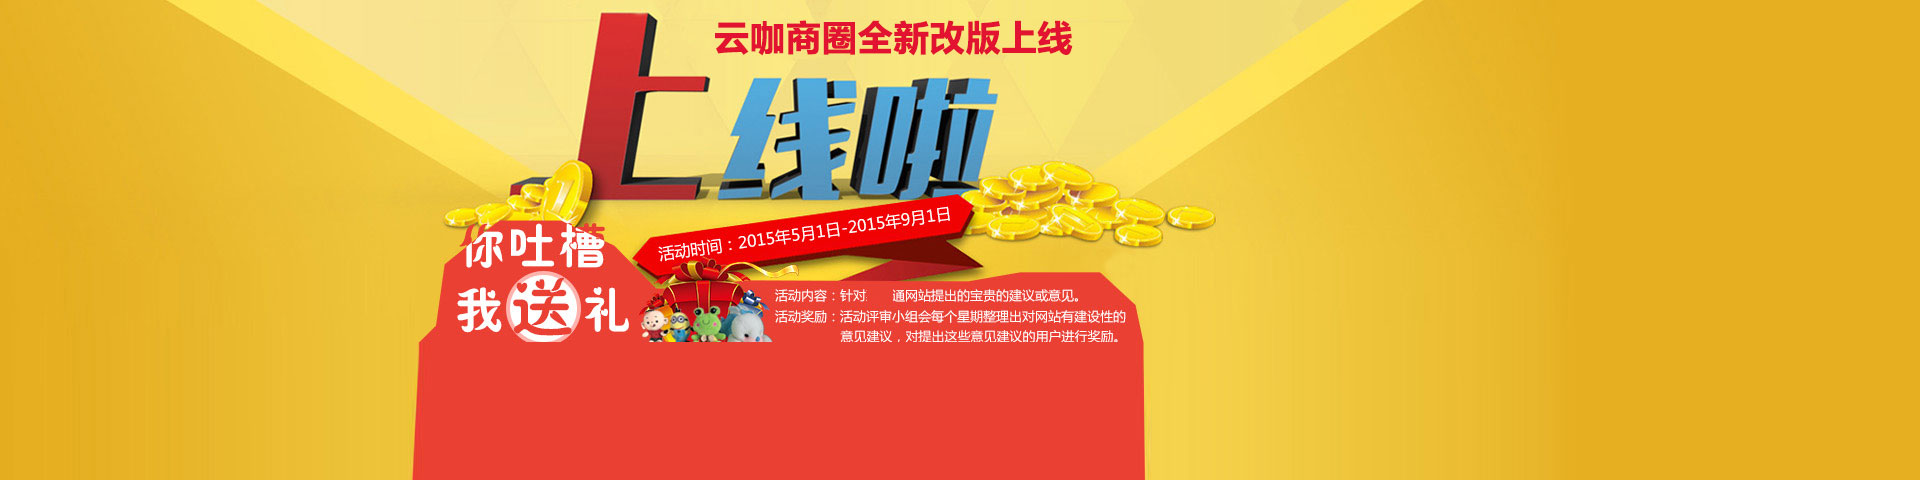 云咖商圈全新改版上线
上线啦
活动时间：2015年5月1日-2015年9月1日
你吐槽
我送礼
活动内容：针对 通网站提出的宝贵的建议或意见。
活动奖励：活动评审小组会每个星期整理出对网站有建设性的
意见建议，对提出这些意见建议的用户进行奖励。